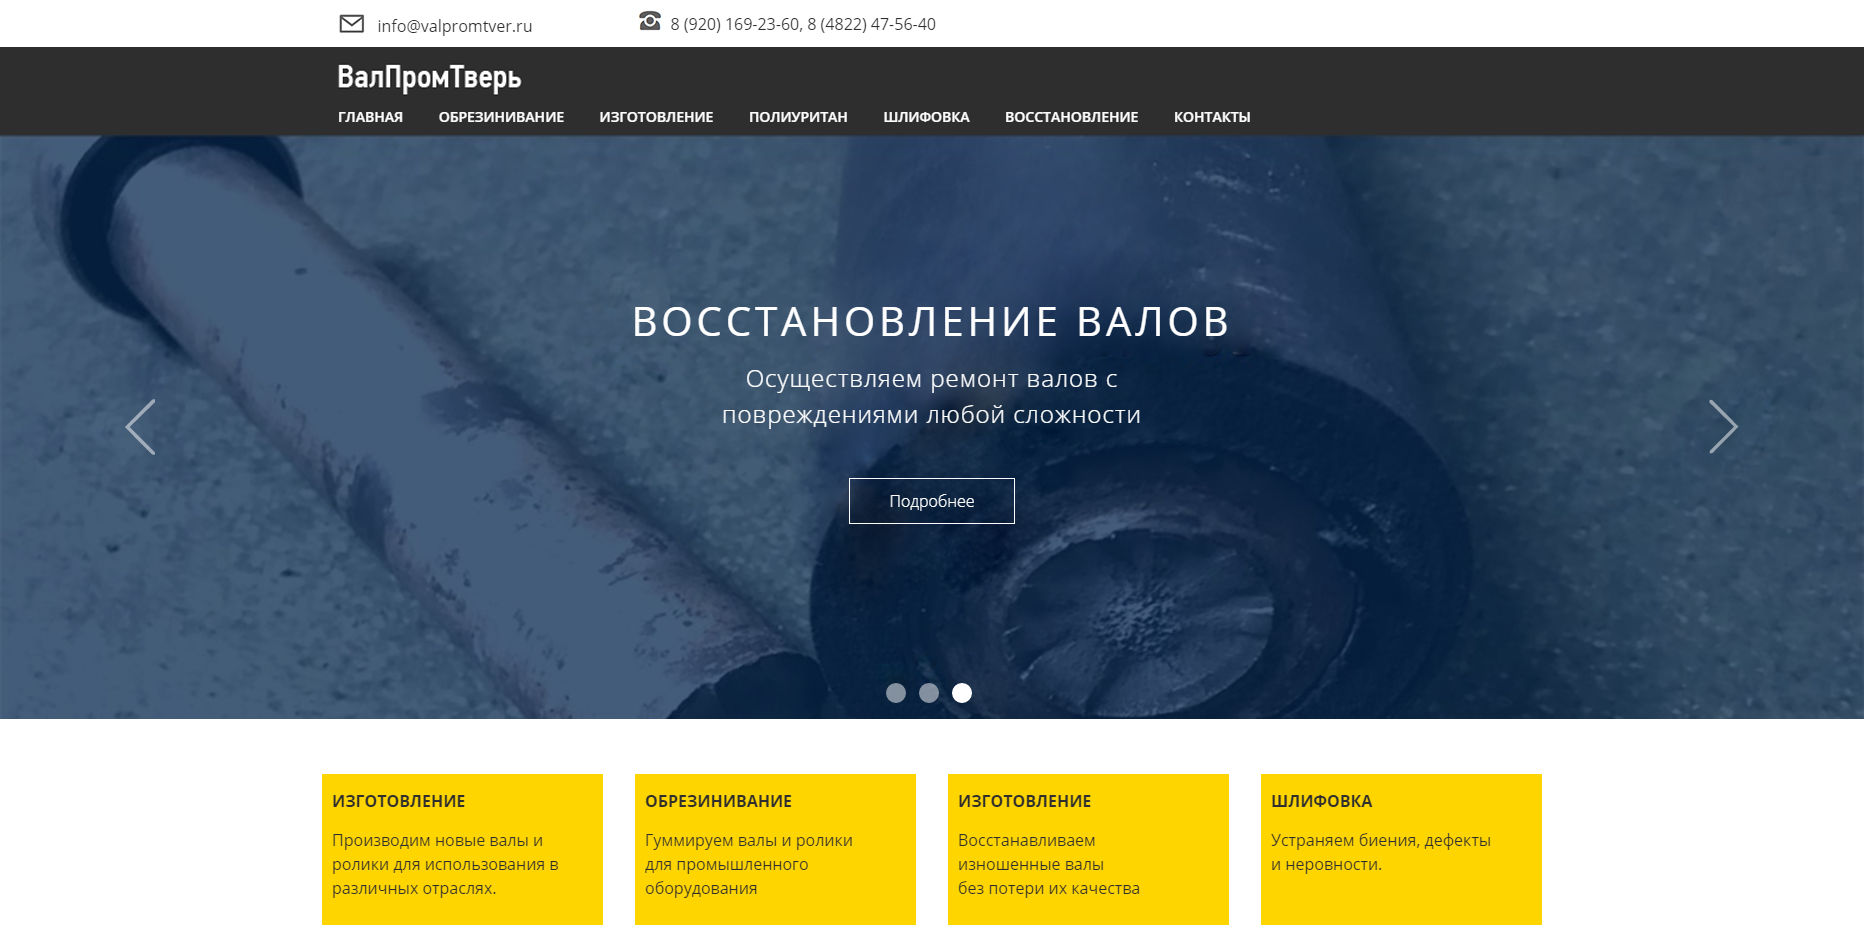 info@valpromtver.ru
8 (920) 169-23-60, 8 (4822) 47-56-40
ВалПромТверь
ГЛАВНАЯ ОБРЕЗИНИВАНИЕ ИЗГОТОВЛЕНИЕ ПОЛИУРИТАН ШЛИФОВКА ВОССТАНОВЛЕНИЕ КОНТАКТЫ
ВОССТАНОВЛЕНИЕ ВАЛОВ
Осуществляем ремонт валов с
повреждениями любой сложности
Подробнее
ИЗГОТОВЛЕНИЕ
Производим новые валы и
ролики для использования в
различных отраслях.
ОБРЕЗИНИВАНИЕ
Гуммируем валы и ролики
для промышленного
оборудования
ИЗГОТОВЛЕНИЕ
Восстанавливаем
изношенные валы
без потери их качества
ШЛИФОВКА
Устраняем биения, дефекты
и неровности.